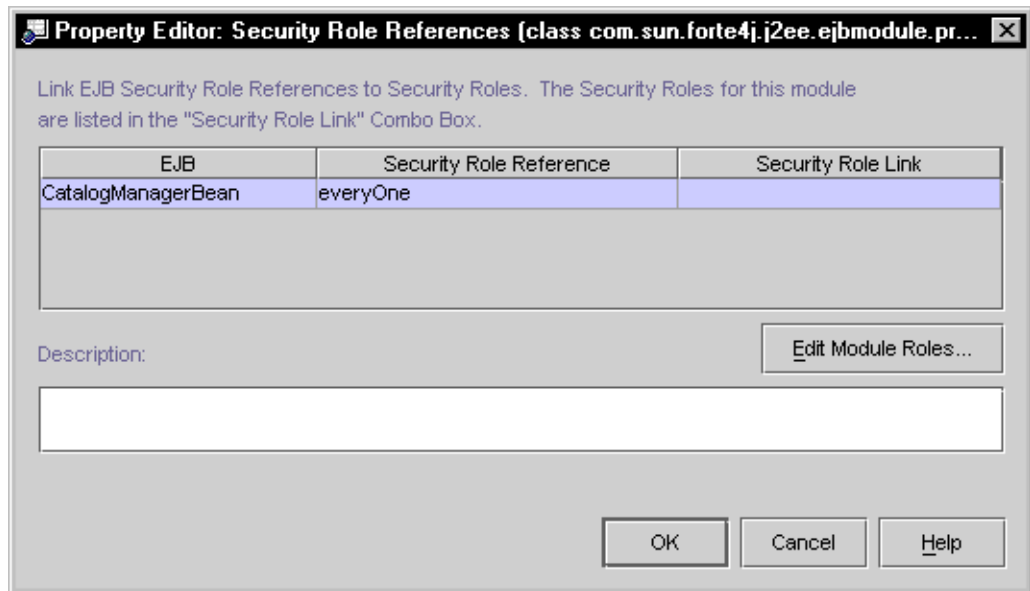 Property Editor: Security Role References (class com.sun.forte4j.j2ee.ejbmodule.pr...
Link EJB Security Role References to Security Roles. The Security Roles for this module
are listed in the "Security Role Link" Combo Box.
EJB Security Role Reference Security Role Link
CatalogManagerBean everyOne
Edit Module Roles...
Description:
OK Cancel Help